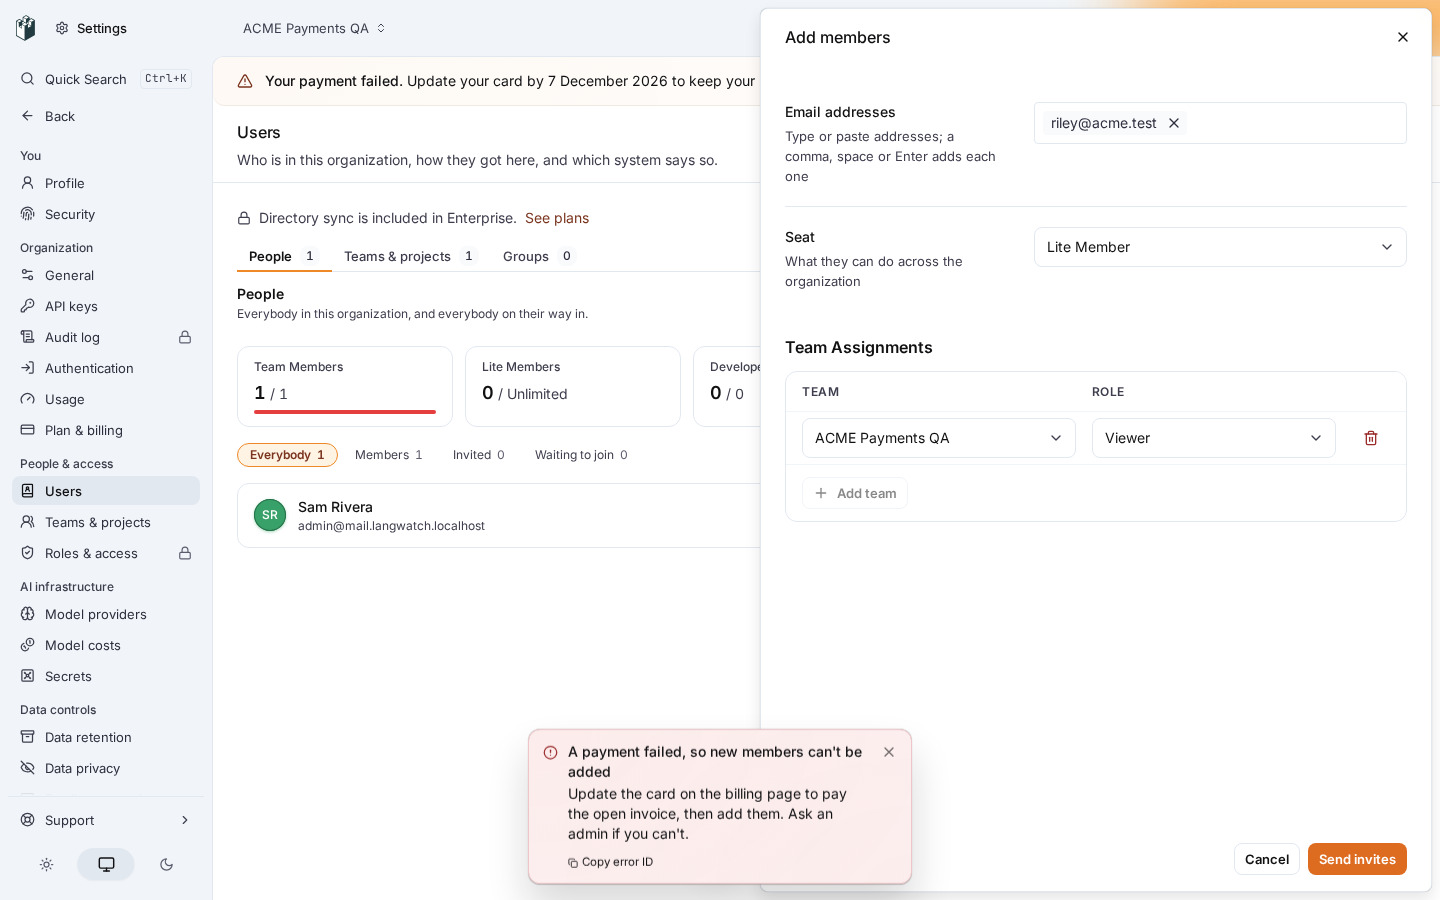 Settings
ACME Payments QA
Quick Search Ctrl+K
Back
You
Profile
Security
Organization
General
API keys
Audit log
Authentication
Usage
Plan & billing
People & access
Users
Teams & projects
Roles & access
AI infrastructure
Model providers
Model costs
Secrets
Data controls
Data retention
Data privacy
Support
Your payment failed. Update your card by 7 December 2026 to keep your
Users
Who is in this organization, how they got here, and which system says so.
Directory sync is included in Enterprise. See plans
People 1 Teams & projects 1 Groups 0
People
Everybody in this organization, and everybody on their way in.
Team Members
1 / 1
Lite Members
0 / Unlimited
Develope
0 / 0
Everybody 1 Members 1 Invited 0 Waiting to join 0
SR
Sam Rivera
admin@mail.langwatch.localhost
Add members
Email addresses
Type or paste addresses; a
comma, space or Enter adds each
one
riley@acme.test
Seat
What they can do across the
organization
Lite Member
Team Assignments
TEAM ROLE
ACME Payments QA Viewer
Add team
A payment failed, so new members can't be
added
Update the card on the billing page to pay
the open invoice, then add them. Ask an
admin if you can't.
Copy error ID
Cancel Send invites